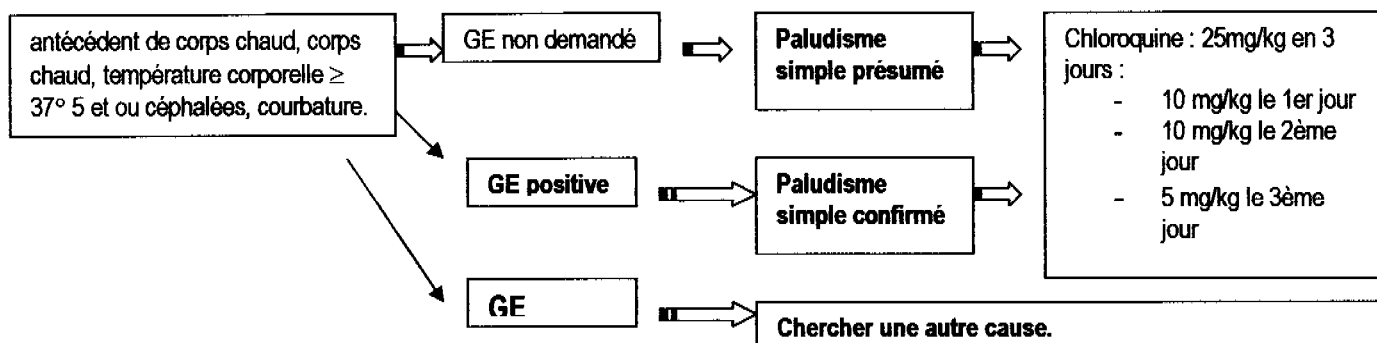 antécédent de corps chaud, corps
chaud, température corporelle ≥
37° 5 et ou céphalées, courbature.
GE non demandé
Paludisme
simple présumé
Chloroquine : 25mg/kg en 3
jours :
- 10 mg/kg le 1er jour
- 10 mg/kg le 2ème
jour
- 5 mg/kg le 3ème
jour
GE positive
Paludisme
simple confirmé
GE
Chercher une autre cause.